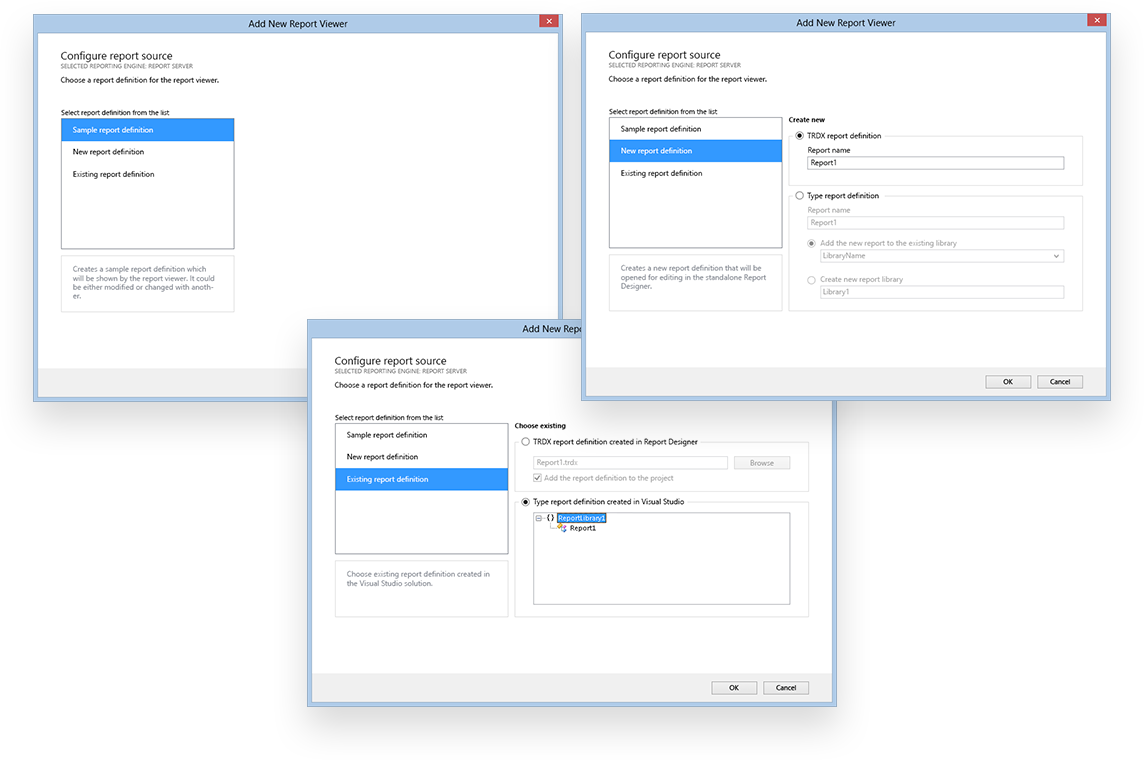 Add New Report Viewer
Configure report source
SELECTED REPORTING ENGINE: REPORT SERVER
Choose a report definition for the report viewer.
Select report definition from the list
Sample report definition
New report definition
Existing report definition
Creates a sample report definition which
will be shown by the report viewer. It could
be either modified or changed with anoth-
er.
Add New Report Viewer
Configure report source
SELECTED REPORTING ENGINE: REPORT SERVER
Choose a report definition for the report viewer.
Select report definition from the list
Sample report definition
New report definition
Existing report definition
Creates a new report definition that will be
opened for editing in the standalone Report
Designer.
Create new
TRDX report definition
Report name
Report1
Type report definition
Report name
Report1
Add the new report to the existing library
LibraryName
Create new report library
Library1
OK Cancel
Add New Repo
Configure report source
SELECTED REPORTING ENGINE: REPORT SERVER
Choose a report definition for the report viewer.
Select report definition from the list
Sample report definition
New report definition
Existing report definition
Choose existing report definition created in
the Visual Studio solution.
Choose existing
TRDX report definition created in Report Designer
Report1.trdx Browse
Add the report definition to the project
Type report definition created in Visual Studio
{} ReportLibrary1
Report1
OK Cancel